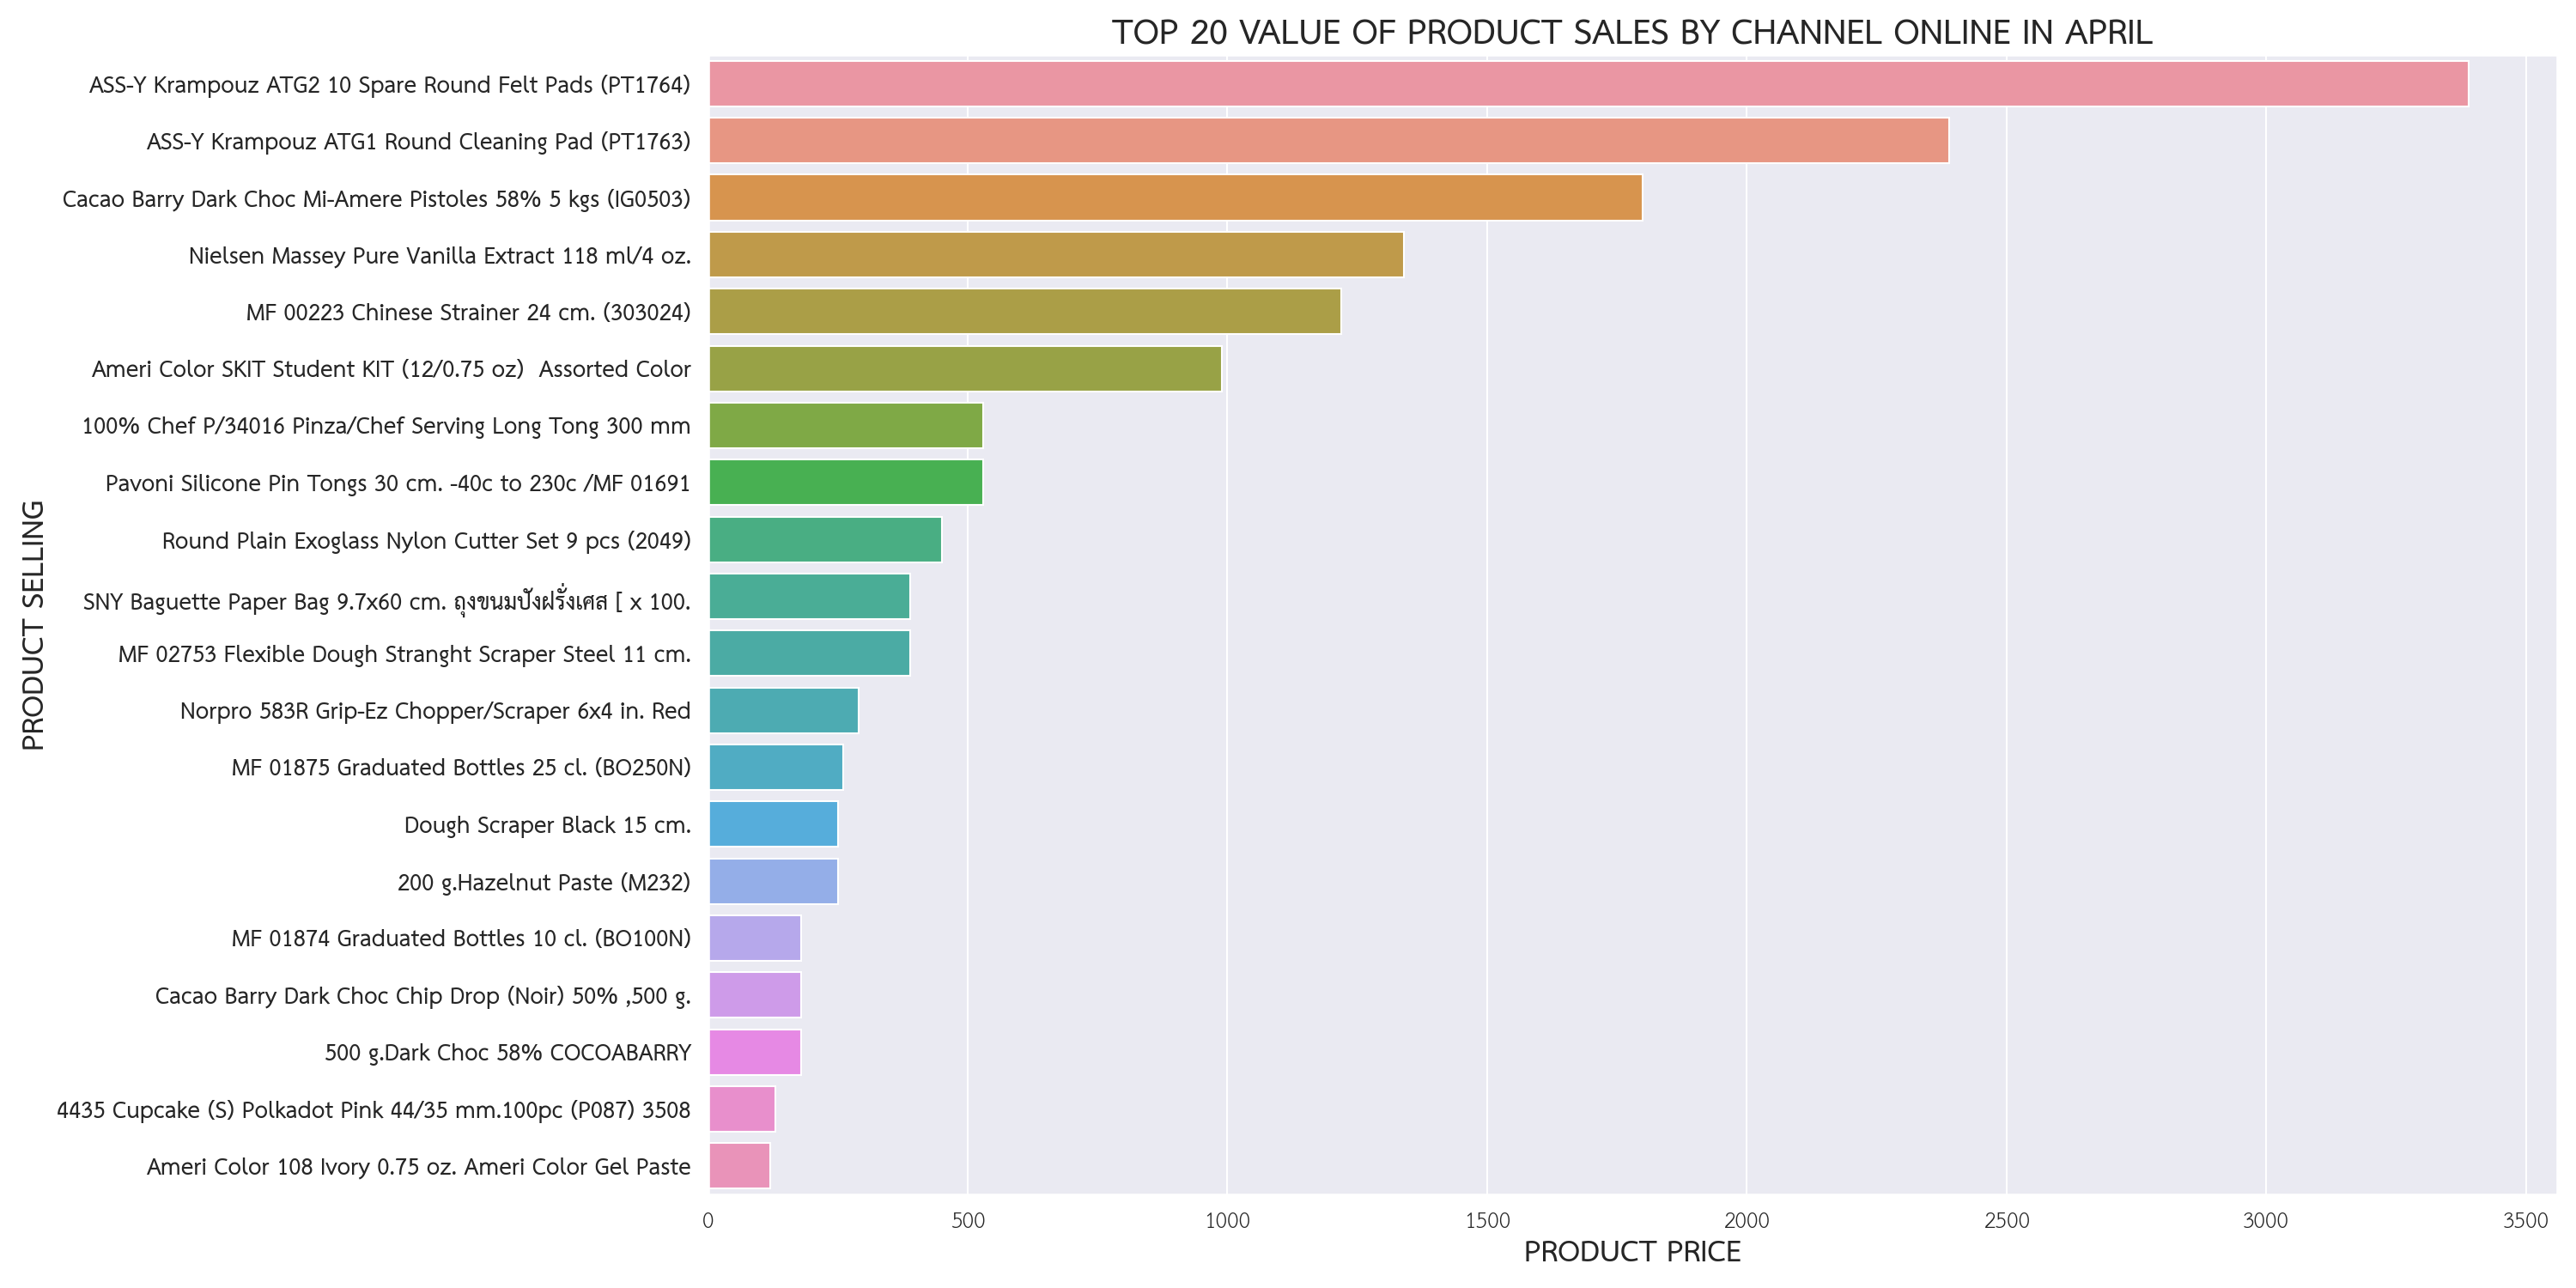 TOP 20 VALUE OF PRODUCT SALES BY CHANNEL ONLINE IN APRIL
PRODUCT SELLING
ASS-Y Krampouz ATG2 10 Spare Round Felt Pads (PT1764)
ASS-Y Krampouz ATG1 Round Cleaning Pad (PT1763)
Cacao Barry Dark Choc Mi-Amere Pistoles 58% 5 kgs (IG0503)
Nielsen Massey Pure Vanilla Extract 118 ml/4 oz.
MF 00223 Chinese Strainer 24 cm. (303024)
Ameri Color SKIT Student KIT (12/0.75 oz)  Assorted Color
100% Chef P/34016 Pinza/Chef Serving Long Tong 300 mm
Pavoni Silicone Pin Tongs 30 cm. -40c to 230c /MF 01691
Round Plain Exoglass Nylon Cutter Set 9 pcs (2049)
SNY Baguette Paper Bag 9.7x60 cm. ถุงขนมปังฝรั่งเศส [ x 100.
MF 02753 Flexible Dough Stranght Scraper Steel 11 cm.
Norpro 583R Grip-Ez Chopper/Scraper 6x4 in. Red
MF 01875 Graduated Bottles 25 cl. (BO250N)
Dough Scraper Black 15 cm.
200 g.Hazelnut Paste (M232)
MF 01874 Graduated Bottles 10 cl. (BO100N)
Cacao Barry Dark Choc Chip Drop (Noir) 50% ,500 g.
500 g.Dark Choc 58% COCOABARRY
4435 Cupcake (S) Polkadot Pink 44/35 mm.100pc (P087) 3508
Ameri Color 108 Ivory 0.75 oz. Ameri Color Gel Paste
0 500 1000 1500 2000 2500 3000 3500
PRODUCT PRICE